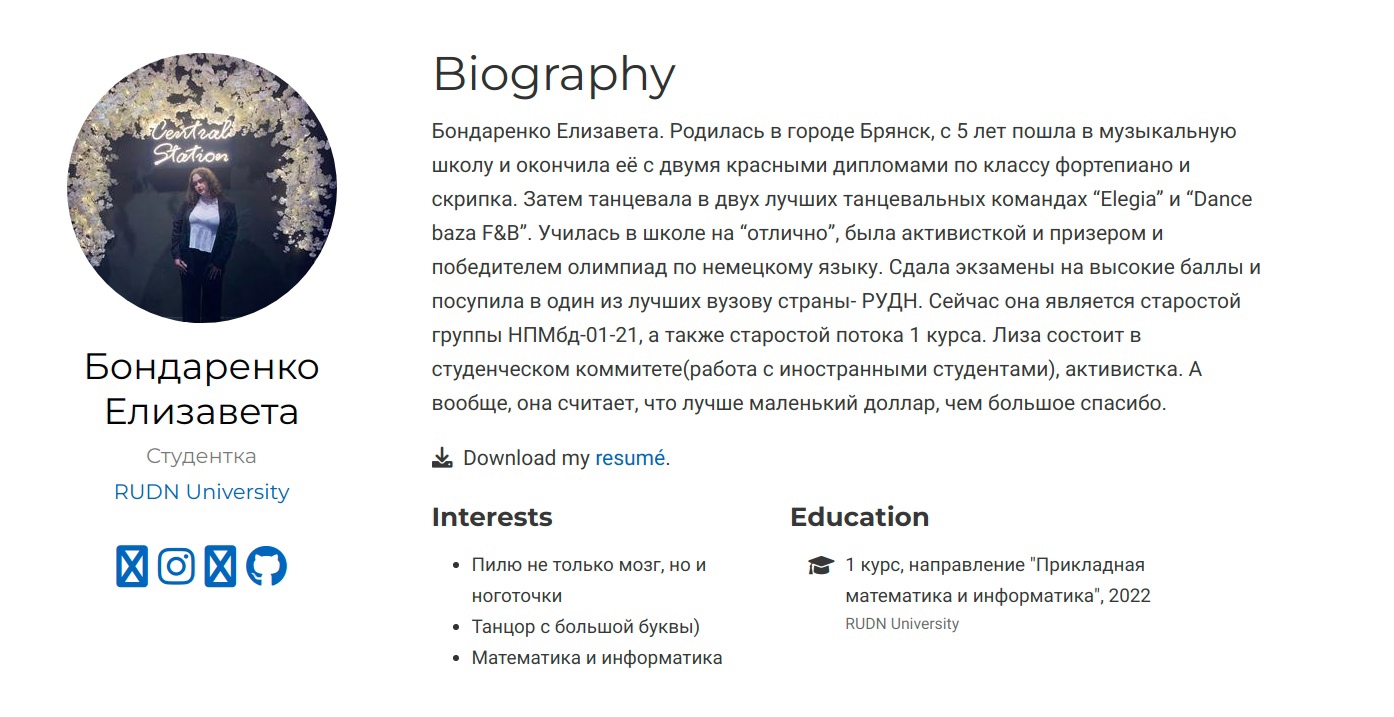 Central
Station
Бондаренко
Елизавета
Студентка
RUDN University
Biography
Бондаренко Елизавета. Родилась в городе Брянск, с 5 лет пошла в музыкальную
школу и окончила её с двумя красными дипломами по классу фортепиано и
скрипка. Затем танцевала в двух лучших танцевальных командах “Elegia” и “Dance
baza F&B”. Училась в школе на “отлично”, была активисткой и призером и
победителем олимпиад по немецкому языку. Сдала экзамены на высокие баллы и
посупила в один из лучших вузову страны- РУДН. Сейчас она является старостой
группы НПМбд-01-21, а также старостой потока 1 курса. Лиза состоит в
студенческом коммитете(работа с иностранными студентами), активистка. А
вообще, она считает, что лучше маленький доллар, чем большое спасибо.
Download my resumé.
Interests
Пилю не только мозг, но и
ноготочки
Танцор с большой буквы)
Математика и информатика
Education
1 курс, направление "Прикладная
математика и информатика", 2022
RUDN University